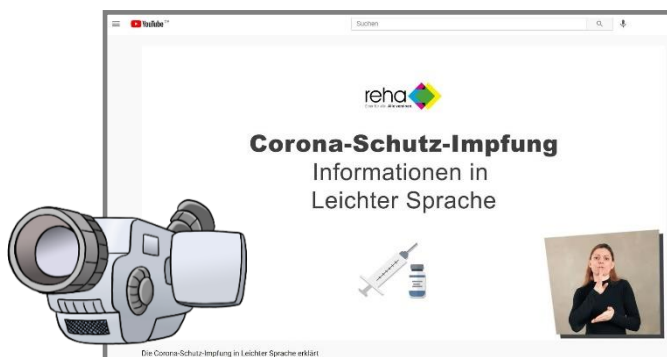 YouTube
Suchen
reha
Corona-Schutz-Impfung
Informationen in
Leichter Sprache
Die Corona-Schutz-Impfung in Leichter Sprache erklärt